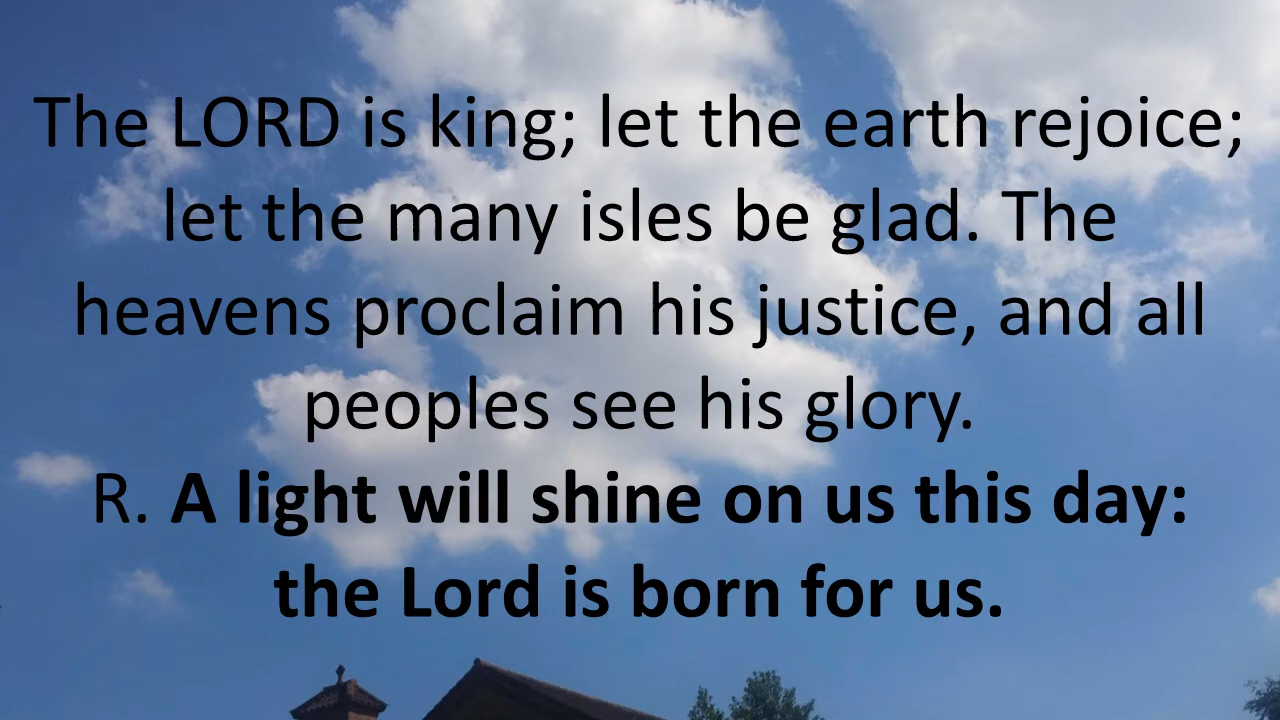 The LORD is king; let the earth rejoice;
let the many isles be glad. The
heavens proclaim his justice, and all
peoples see his glory.
R. A light will shine on us this day:
the Lord is born for us.